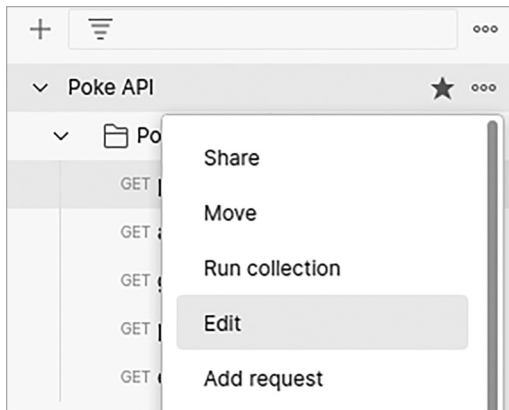 Poke API
Po
Share
GET
Move
GET
Run collection
GET
Edit
GET
Add request
GET